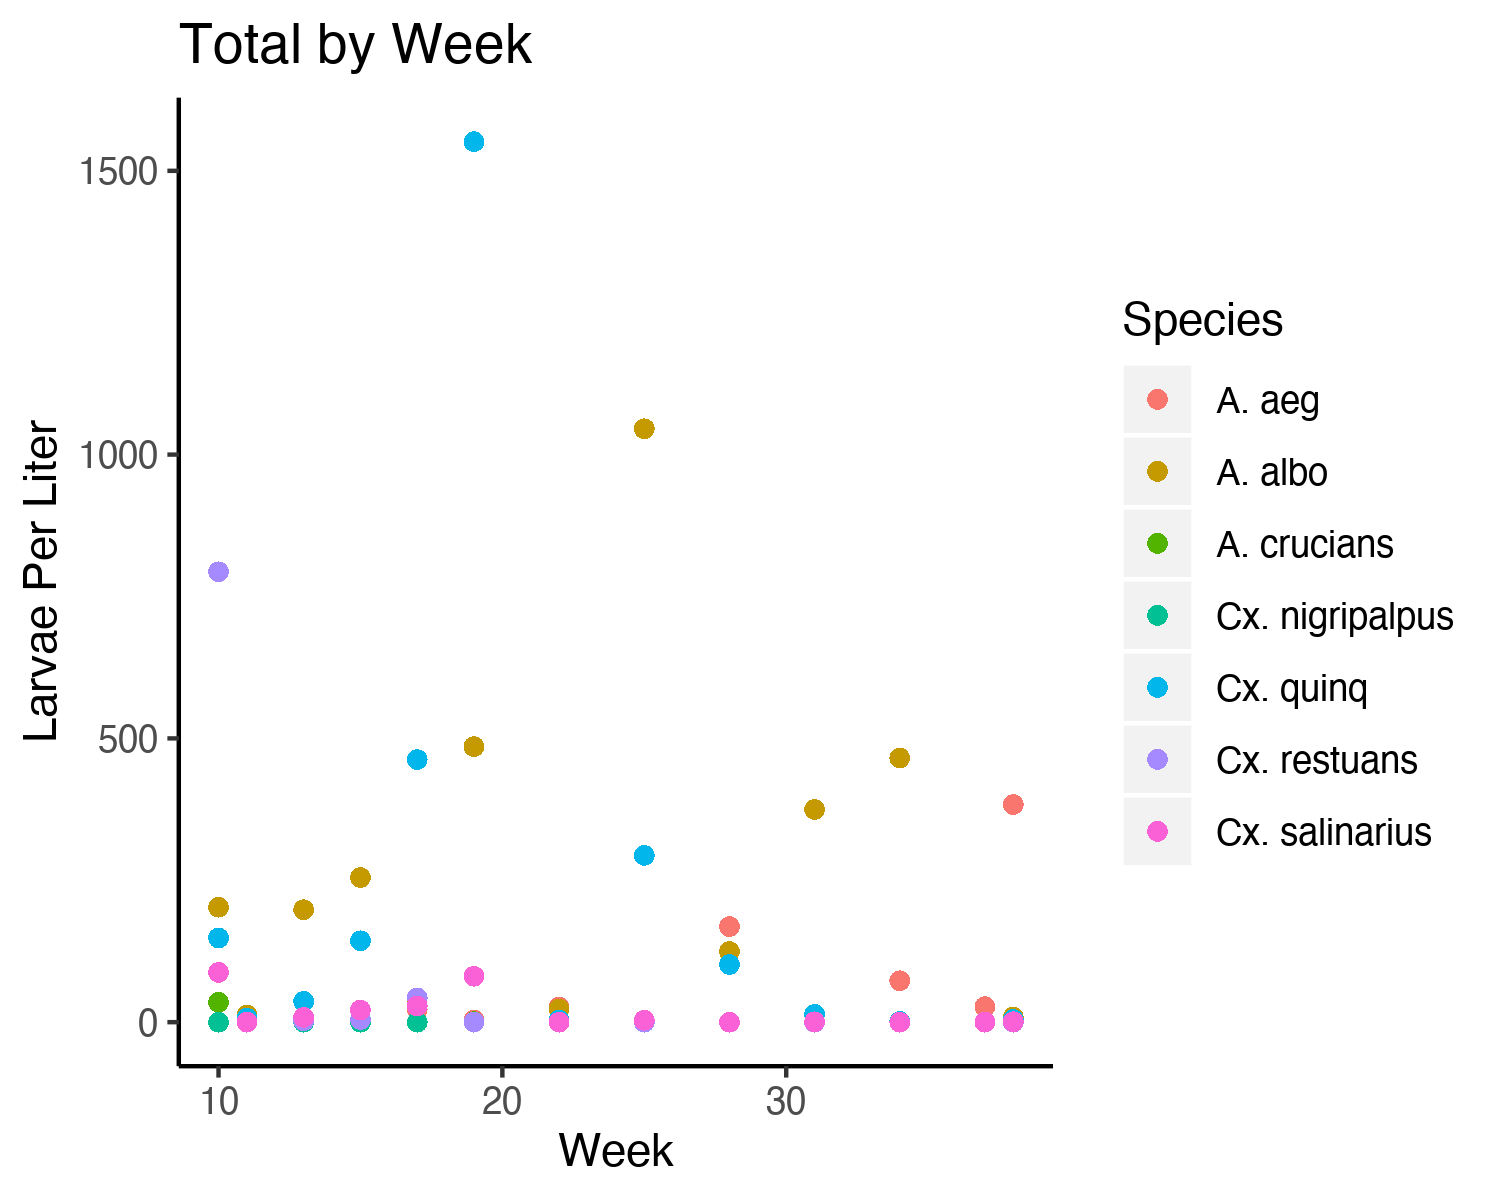 Total by Week
1500
1000
500
0
Larvae Per Liter
10 20 30
Week
Species
A. aeg
A. albo
A. crucians
Cx. nigripalpus
Cx. quinq
Cx. restuans
Cx. salinarius